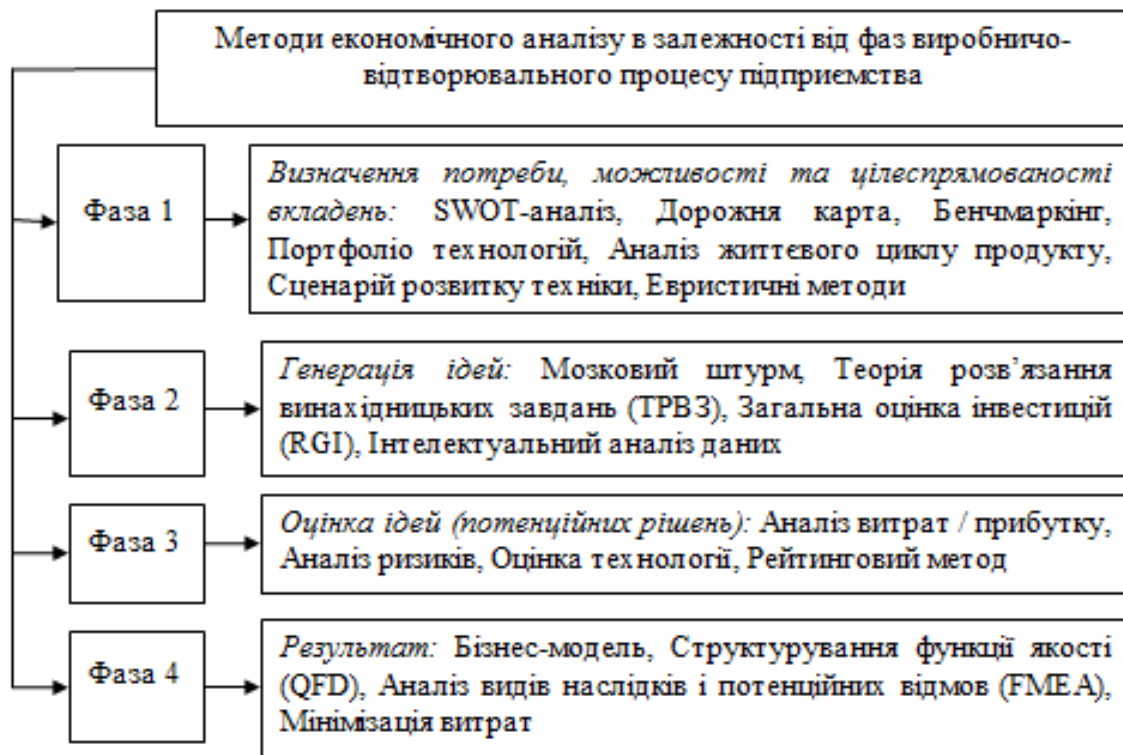 Методи економічного аналізу в залежності від фаз виробничо-
відтворювального процесу підприємства
Фаза 1
Визначення потреби, можливості та цілеспрямованості
вкладень: SWOT-аналіз, Дорожня карта, Бенчмаркінг,
Портфоліо технологій, Аналіз життєвого циклу продукту,
Сценарій розвитку техніки, Евристичні методи
Фаза 2
Генерація ідей: Мозковий штурм, Теорія розв’язання
винахідницьких завдань (ТРВЗ), Загальна оцінка інвестицій
(RGI), Інтелектуальний аналіз даних
Фаза 3
Оцінка ідей (потенційних рішень): Аналіз витрат / прибутку,
Аналіз ризиків, Оцінка технології, Рейтинговий метод
Фаза 4
Результат: Бізнес-модель, Структурування функції якості
(QFD), Аналіз видів наслідків і потенційних відмов (FMEA),
Мінімізація витрат